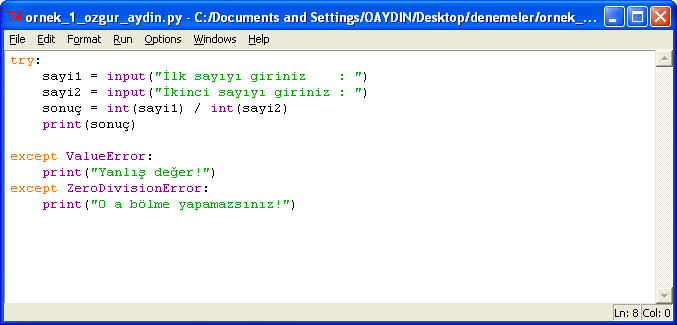 ornek_1_ozgur_aydin.py - C:/Documents and Settings/OAYDIN/Desktop/denemeler/ornek_...
File Edit Format Run Options Windows Help
try:
    sayi1 = input("İlk sayıyı giriniz    : ")
    sayi2 = input("İkinci sayıyı giriniz : ")
    sonuç = int(sayi1) / int(sayi2)
    print(sonuç)

except ValueError:
    print("Yanlış değer!")
except ZeroDivisionError:
    print("0 a bölme yapamazsınız!")
Ln: 8 Col: 0